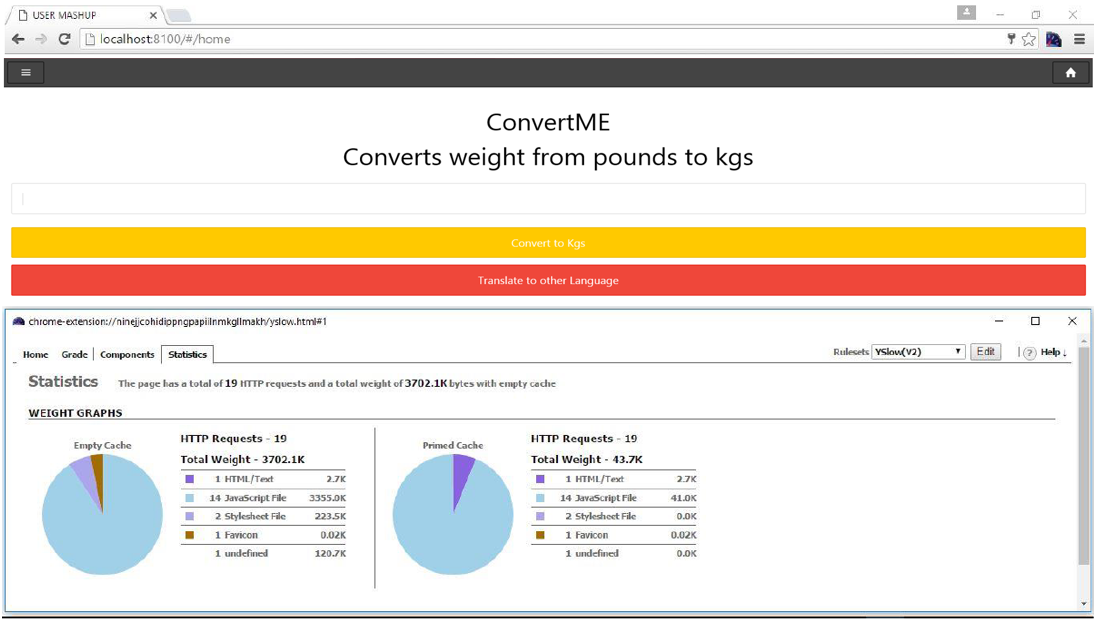 USER MASHUP
localhost:8100/#/home
ConvertME
Converts weight from pounds to kgs
Convert to Kgs
Translate to other Language
chrome-extension://ninejjcohidippngpapiilnmkgllmakh/yslow.html#1
Home Grade Components Statistics Rulesets YSlow(V2) Edit ? Help ↓
Statistics The page has a total of 19 HTTP requests and a total weight of 3702.1K bytes with empty cache
WEIGHT GRAPHS
Empty Cache
HTTP Requests - 19
Total Weight - 3702.1K
1 HTML/Text 2.7K
14 JavaScript File 3355.0K
2 Stylesheet File 223.5K
1 Favicon 0.02K
1 undefined 120.7K
Primed Cache
HTTP Requests - 19
Total Weight - 43.7K
1 HTML/Text 2.7K
14 JavaScript File 41.0K
2 Stylesheet File 0.0K
1 Favicon 0.02K
1 undefined 0.0K